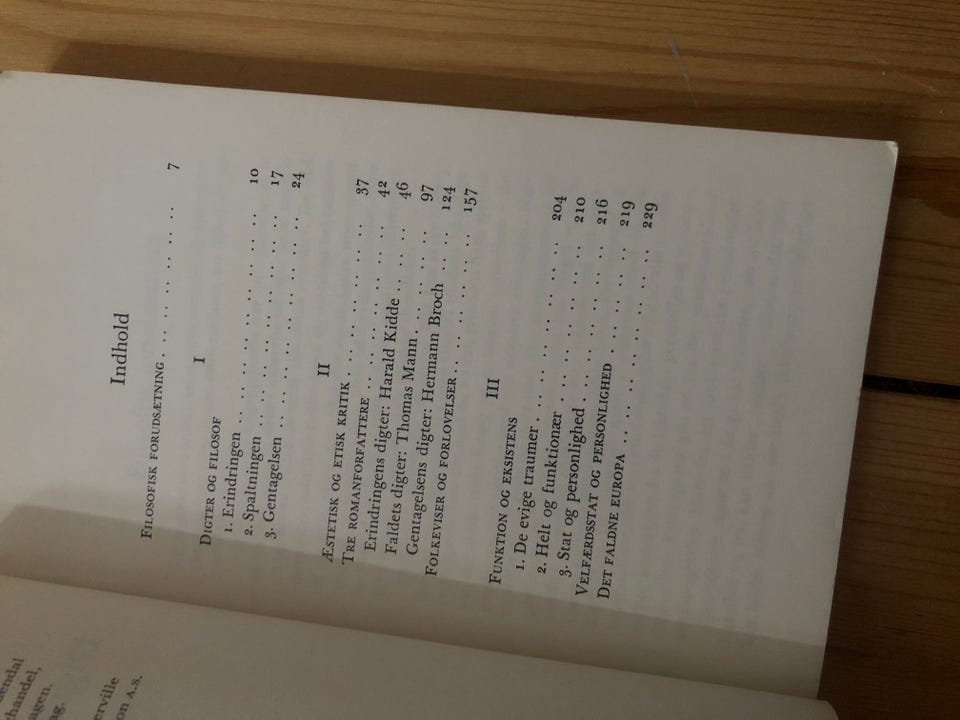 Indhold
FILOSOFISK FORUDSÆTNING . . . . . . . . . . . . 7
I
DIGTER OG FILOSOF
1. Erindringen . . . . . . . . . . . . . . . . . . 10
2. Spaltningen . . . . . . . . . . . . . . . . . . 17
3. Gentagelsen . . . . . . . . . . . . . . . . . . 24
II
ÆSTETISK OG ETISK KRITIK . . . . . . . . . . . . 37
TRE ROMANFORFATTERE . . . . . . . . . . . . 42
Erindringens digter: Harald Kidde . . . . . . 46
Faldets digter: Thomas Mann . . . . . . . . 97
Gentagelsens digter: Hermann Broch . . . . 124
FOLKEVISER OG FORLOVELSER . . . . . . . . . . 157
III
FUNKTION OG EKSISTENS
1. De evige traumer . . . . . . . . . . . . . . 204
2. Helt og funktionær . . . . . . . . . . . . 210
3. Stat og personlighed . . . . . . . . . . . . 216
VELFÆRDSSTAT OG PERSONLIGHED . . . . . . . . 219
DET FALDNE EUROPA . . . . . . . . . . . . . . 229